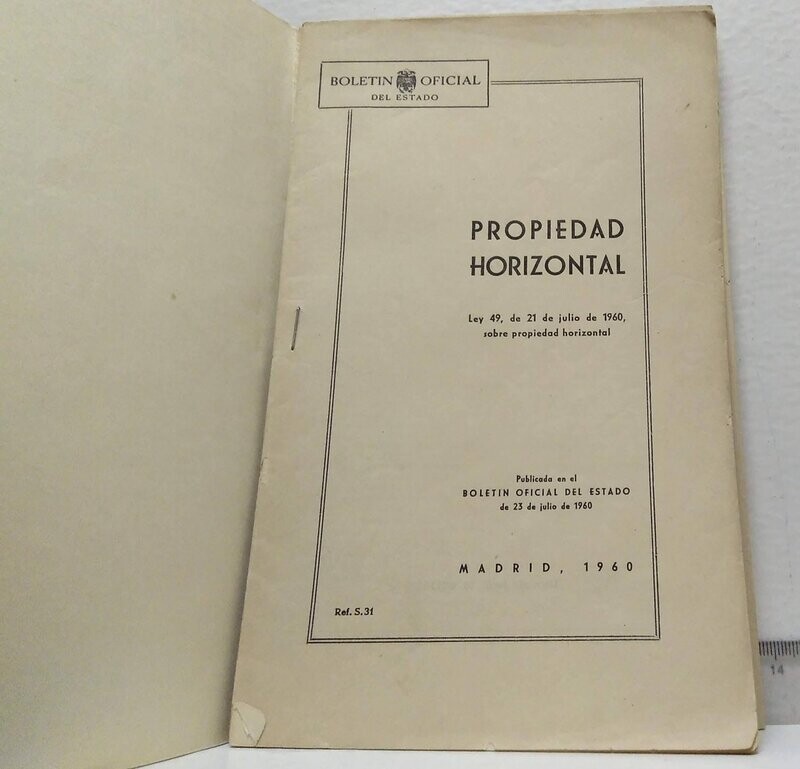 BOLETIN OFICIAL
DEL ESTADO
PROPIEDAD
HORIZONTAL
Ley 49, de 21 de julio de 1960,
sobre propiedad horizontal
Publicada en el
BOLETIN OFICIAL DEL ESTADO
de 23 de julio de 1960
MADRID, 1960
Ref. S. 31
14